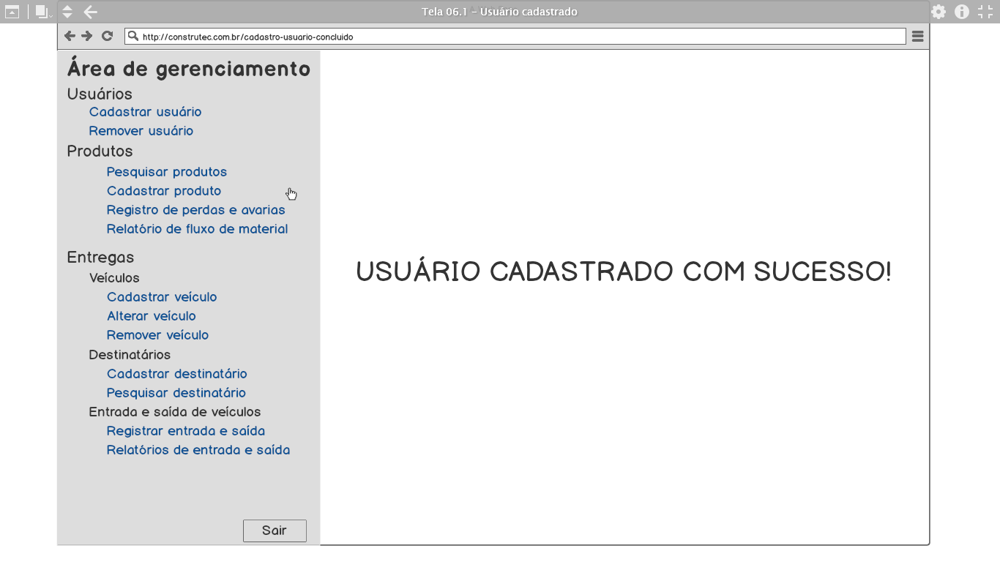 Tela 06.1 - Usuário cadastrado
http://construtec.com.br/cadastro-usuario-concluido
Área de gerenciamento
Usuários
Cadastrar usuário
Remover usuário
Produtos
Pesquisar produtos
Cadastrar produto
Registro de perdas e avarias
Relatório de fluxo de material
Entregas
Veículos
Cadastrar veículo
Alterar veículo
Remover veículo
Destinatários
Cadastrar destinatário
Pesquisar destinatário
Entrada e saída de veículos
Registrar entrada e saída
Relatórios de entrada e saída
Sair
USUÁRIO CADASTRADO COM SUCESSO!